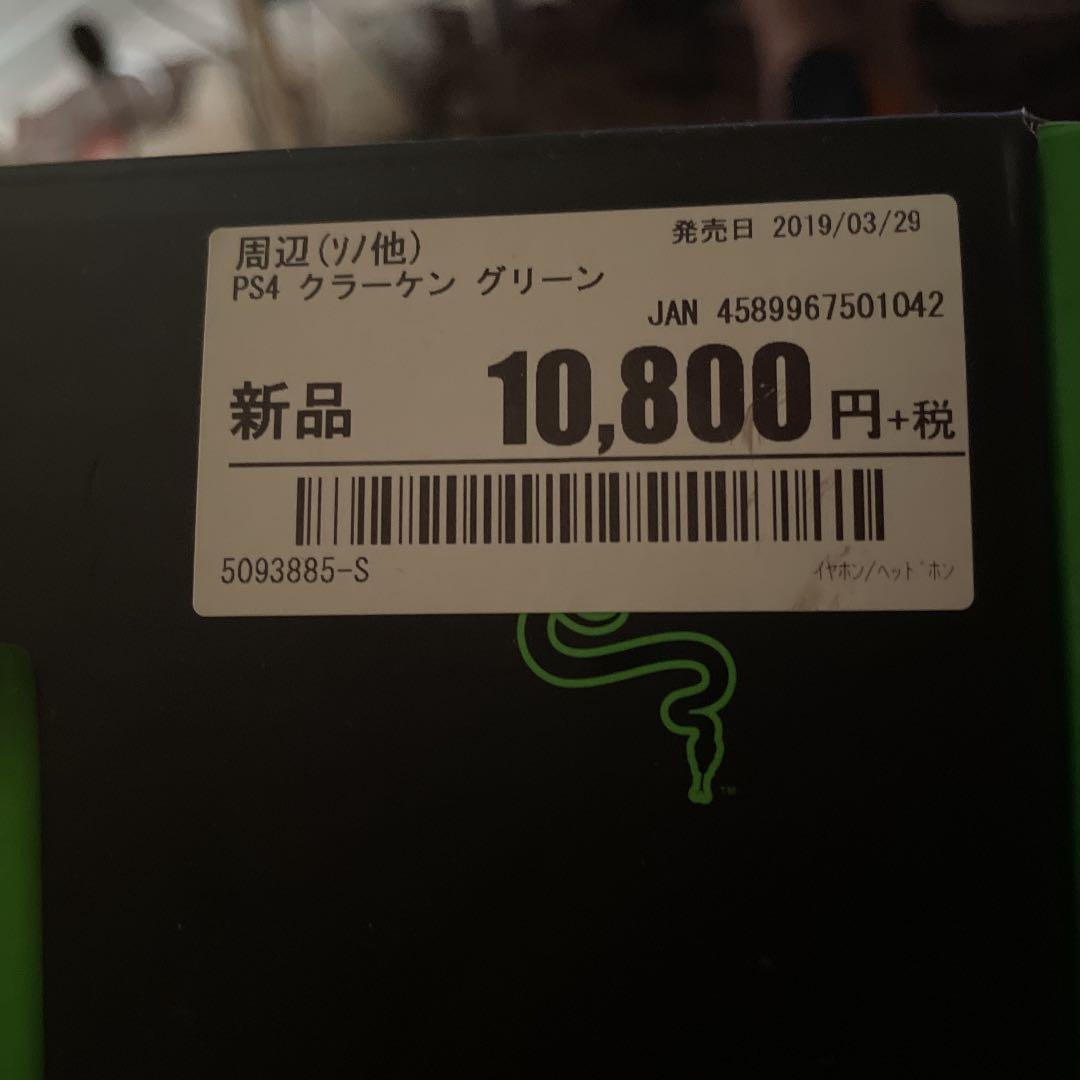 周辺(ｿﾉ他)
発売日 2019/03/29
PS4 クラーケン グリーン
JAN 4589967501042
新品 10,800円+税
5093885-S
ｲﾔﾎﾝ/ﾍｯﾄﾞﾎﾝ
TM